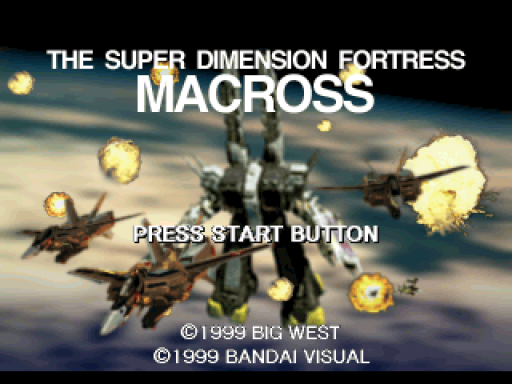 THE SUPER DIMENSION FORTRESS
MACROSS
PRESS START BUTTON
©1999 BIG WEST
©1999 BANDAI VISUAL